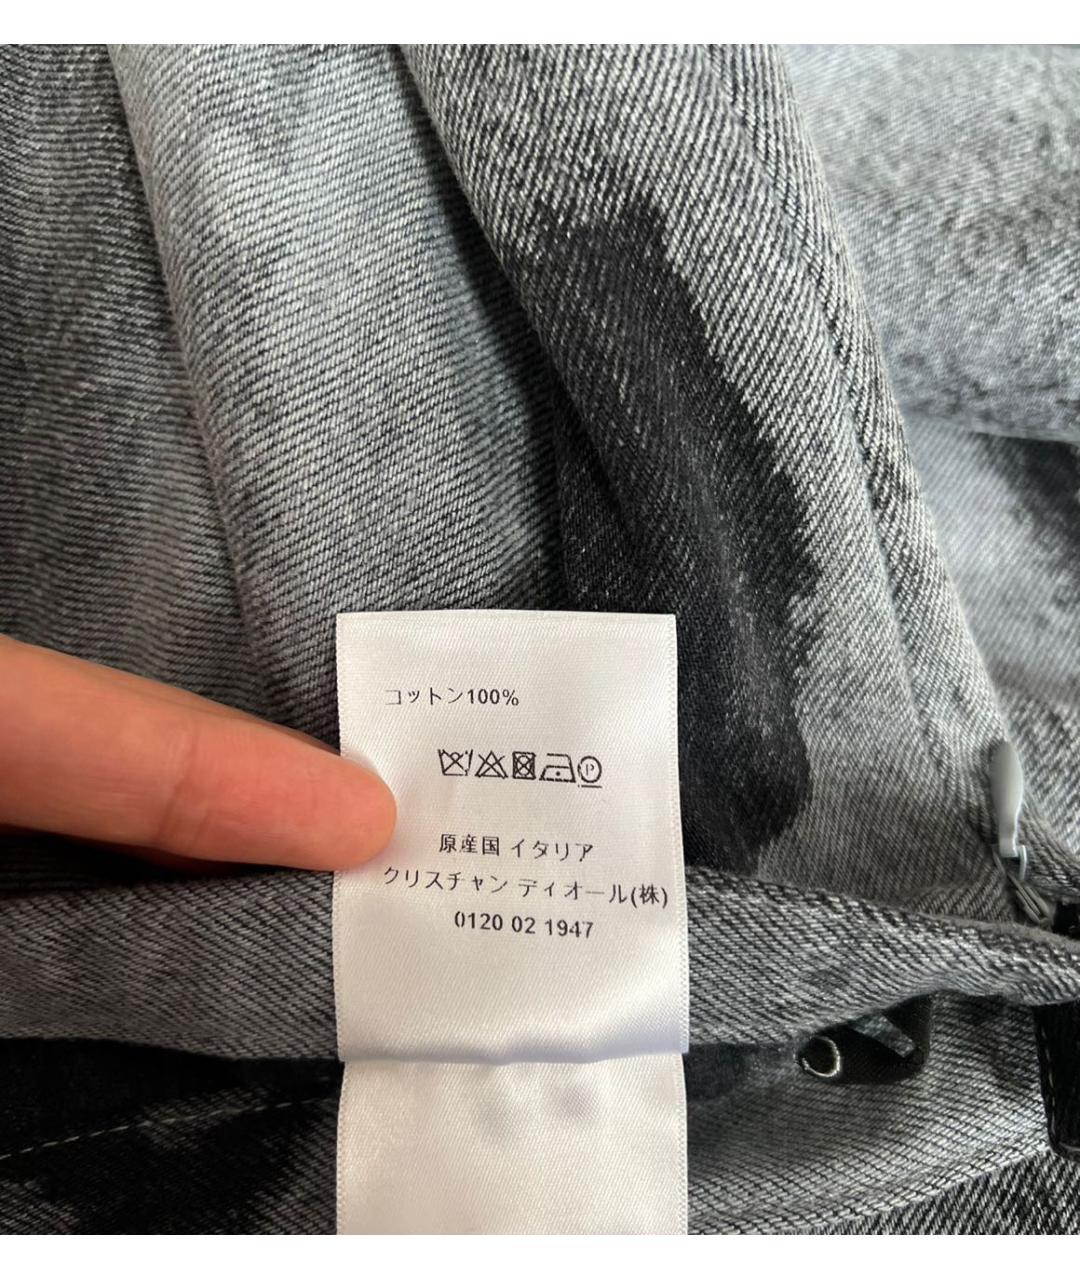 コットン100%
P
原産国 イタリア
クリスチャン ディオール(株)
0120 02 1947